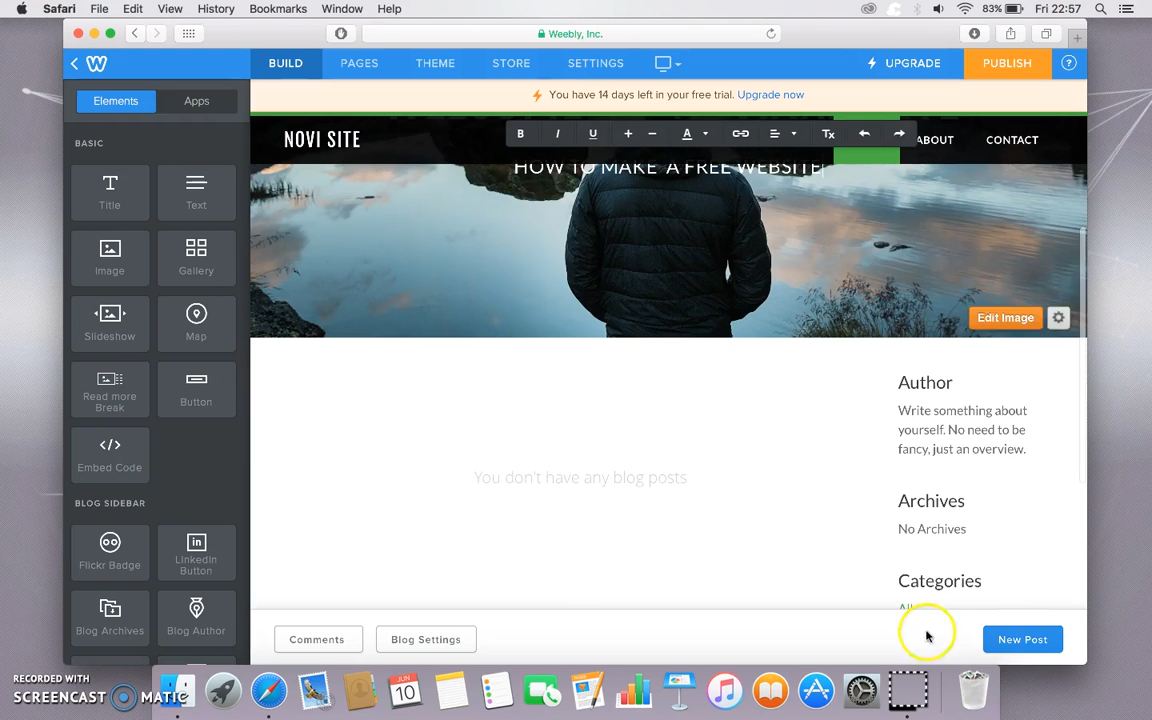 Safari File Edit View History Bookmarks Window Help 83% Fri 22:57
Weebly, Inc.
BUILD PAGES THEME STORE SETTINGS UPGRADE PUBLISH ?
Elements Apps
You have 14 days left in your free trial. Upgrade now
BASIC
NOVI SITE B I U + − A Tx ABOUT CONTACT
HOW TO MAKE A FREE WEBSITE
Title Text
Image Gallery
Slideshow Map
Edit Image
Read more
Break
Button
Embed Code
Author
Write something about
yourself. No need to be
fancy, just an overview.
You don't have any blog posts
Archives
No Archives
BLOG SIDEBAR
Flickr Badge
LinkedIn
Button
Categories
All
Blog Archives Blog Author
Comments Blog Settings New Post
RECORDED WITH
SCREENCAST MATIC
JUN
10